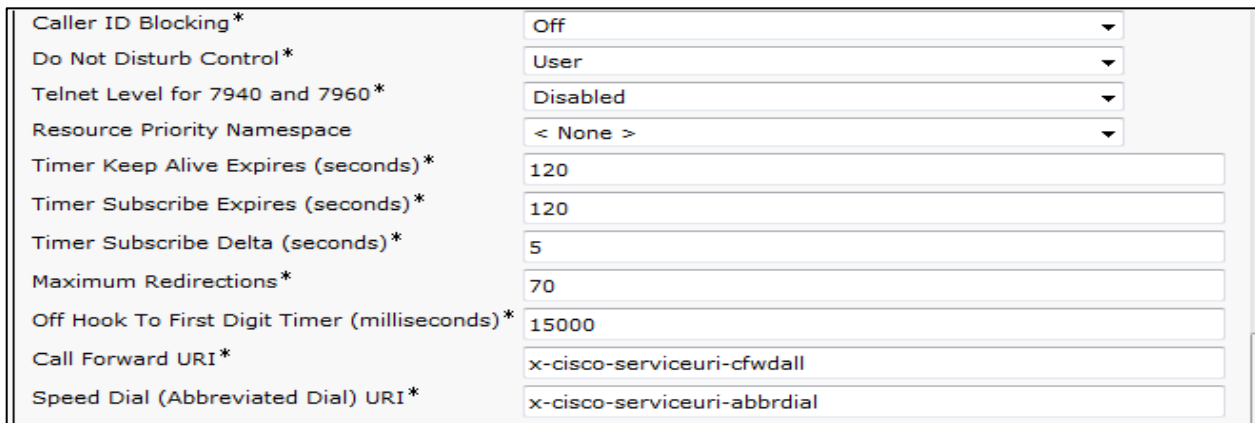 Caller ID Blocking* Off
Do Not Disturb Control* User
Telnet Level for 7940 and 7960* Disabled
Resource Priority Namespace < None >
Timer Keep Alive Expires (seconds)* 120
Timer Subscribe Expires (seconds)* 120
Timer Subscribe Delta (seconds)* 5
Maximum Redirections* 70
Off Hook To First Digit Timer (milliseconds)* 15000
Call Forward URI* x-cisco-serviceuri-cfwdall
Speed Dial (Abbreviated Dial) URI* x-cisco-serviceuri-abbrdial